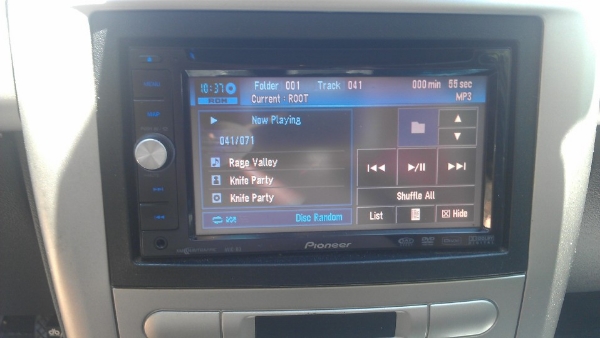 10:37 Folder 001 Track 041 000 min 55 sec
ROM Current : ROOT MP3
Now Playing
041/071
Rage Valley
Knife Party
Knife Party
Disc Random
Shuffle All
List Hide
Pioneer